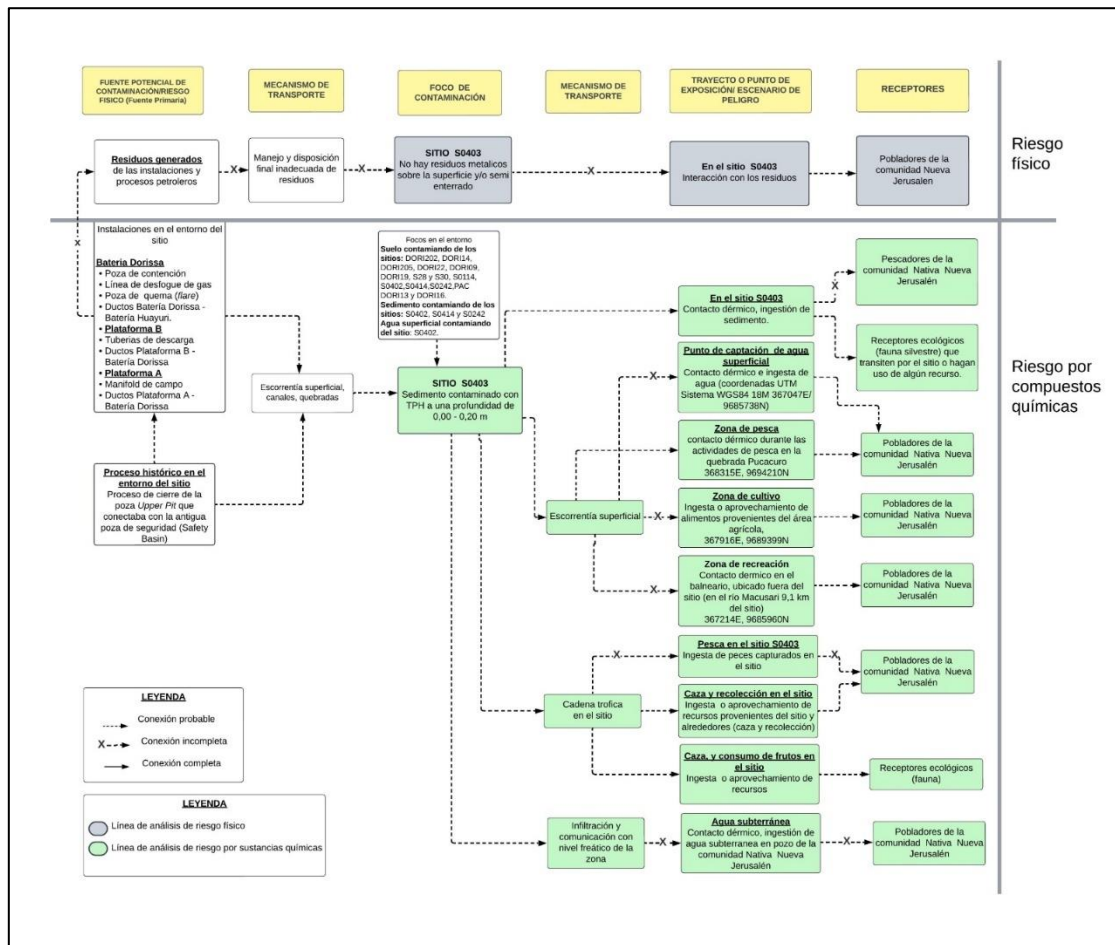 FUENTE POTENCIAL DE
CONTAMINACIÓN/RIESGO
FISICO (Fuente Primaria)
MECANISMO DE
TRANSPORTE
FOCO DE
CONTAMINACIÓN
MECANISMO DE
TRANSPORTE
TRAYECTO O PUNTO DE
EXPOSICIÓN/ ESCENARIO DE
PELIGRO
RECEPTORES
Residuos generados
de las instalaciones y
procesos petroleros
X
Manejo y disposición
final inadecuada de
residuos
X
SITIO S0403
No hay residuos metalicos
sobre la superficie y/o semi
enterrado
X
En el sitio S0403
Interacción con los residuos
Pobladores de la
comunidad Nueva
Jerusalen
Riesgo
físico
X
Instalaciones en el entorno del
sitio
Bateria Dorissa
• Poza de contención
• Línea de desfogue de gas
• Poza de quema (flare)
• Ductos Batería Dorissa -
Batería Huayuri.
• Plataforma B
• Tuberias de descarga
• Ductos Plataforma B -
Batería Dorissa
• Plataforma A
• Manifold de campo
• Ductos Plataforma A -
Batería Dorissa
Proceso histórico en el
entorno del sitio
Proceso de cierre de la
poza Upper Pit que
conectaba con la antigua
poza de seguridad (Safety
Basin)
Escorrentía superficial,
canales, quebradas
Focos en el entorno
Suelo contamiando de los
sitios: DORI202, DORI14,
DORI205, DORI22, DORI09,
DORI19, S28 y S30, S0114,
S0402,S0414,S0242,PAC
DORI13 y DORI16.
Sedimento contamiando de los
sitios: S0402, S0414 y S0242
Agua superficial contamiando
del sitio: S0402.
SITIO S0403
Sedimento contaminado con
TPH a una profundidad de
0,00 - 0,20 m
Escorrentía superficial
Cadena trofica
en el sitio
Infiltración y
comunicación con
nivel freático de la
zona
En el sitio S0403
Contacto dérmico, ingestión de
sedimento.
X
Pescadores de la
comunidad Nativa Nueva
Jerusalén
Receptores ecológicos
(fauna silvestre) que
transiten por el sitio o hagan
uso de algún recurso.
X
Punto de captación de agua
superficial
Contacto dérmico e ingesta de
agua (coordenadas UTM
Sistema WGS84 18M 367047E/
9685738N)
Zona de pesca
contacto dérmico durante las
actividades de pesca en la
quebrada Pucacuro
368315E, 9694210N
Pobladores de la
comunidad Nativa Nueva
Jerusalén
X
Zona de cultivo
Ingesta o aprovechamiento de
alimentos provenientes del área
agrícola,
367916E, 9689399N
Pobladores de la
comunidad Nativa Nueva
Jerusalén
X
Zona de recreación
Contacto dermico en el
balneario, ubicado fuera del
sitio (en el río Macusari 9,1 km
del sitio)
367214E, 9685960N
Pobladores de la
comunidad Nativa Nueva
Jerusalén
X
Pesca en el sitio S0403
Ingesta de peces capturados en
el sitio
X
Caza y recolección en el sitio
Ingesta o aprovechamiento de
recursos provenientes del sitio y
alrededores (caza y recolección)
Pobladores de la
comunidad Nativa Nueva
Jerusalén
Caza, y consumo de frutos en
el sitio
Ingesta o aprovechamiento de
recursos
Receptores ecológicos
(fauna)
X
Agua subterránea
Contacto dérmico, ingestión de
agua subterranea en pozo de la
comunidad Nativa Nueva
Jerusalén
X
Pobladores de la
comunidad Nativa Nueva
Jerusalén
Riesgo por
compuestos
químicas
LEYENDA
Conexión probable
X
Conexión incompleta
Conexión completa
LEYENDA
Línea de análisis de riesgo físico
Línea de análisis de riesgo por sustancias químicas